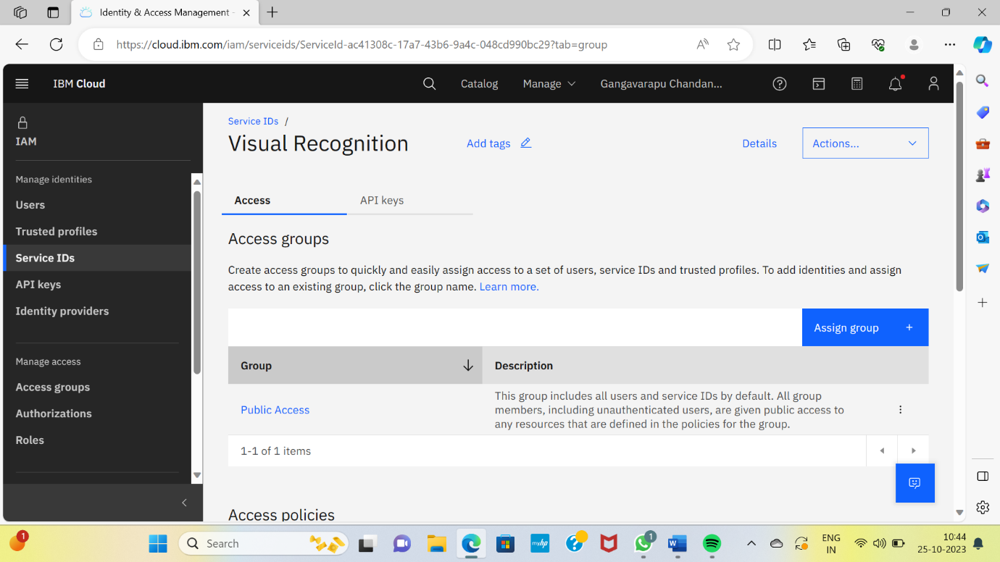 Identity & Access Management -
https://cloud.ibm.com/iam/serviceids/ServiceId-ac41308c-17a7-43b6-9a4c-048cd990bc29?tab=group
IBM Cloud
Catalog
Manage
Gangavarapu Chandan...
IAM
Manage identities
Users
Trusted profiles
Service IDs
API keys
Identity providers
Manage access
Access groups
Authorizations
Roles
Service IDs /
Visual Recognition
Add tags
Details
Actions...
Access
API keys
Access groups
Create access groups to quickly and easily assign access to a set of users, service IDs and trusted profiles. To add identities and assign
access to an existing group, click the group name. Learn more.
Assign group +
Group
Description
Public Access
This group includes all users and service IDs by default. All group
members, including unauthenticated users, are given public access to
any resources that are defined in the policies for the group.
1-1 of 1 items
Access policies
1
Search
myhp
1
ENG
IN
10:44
25-10-2023